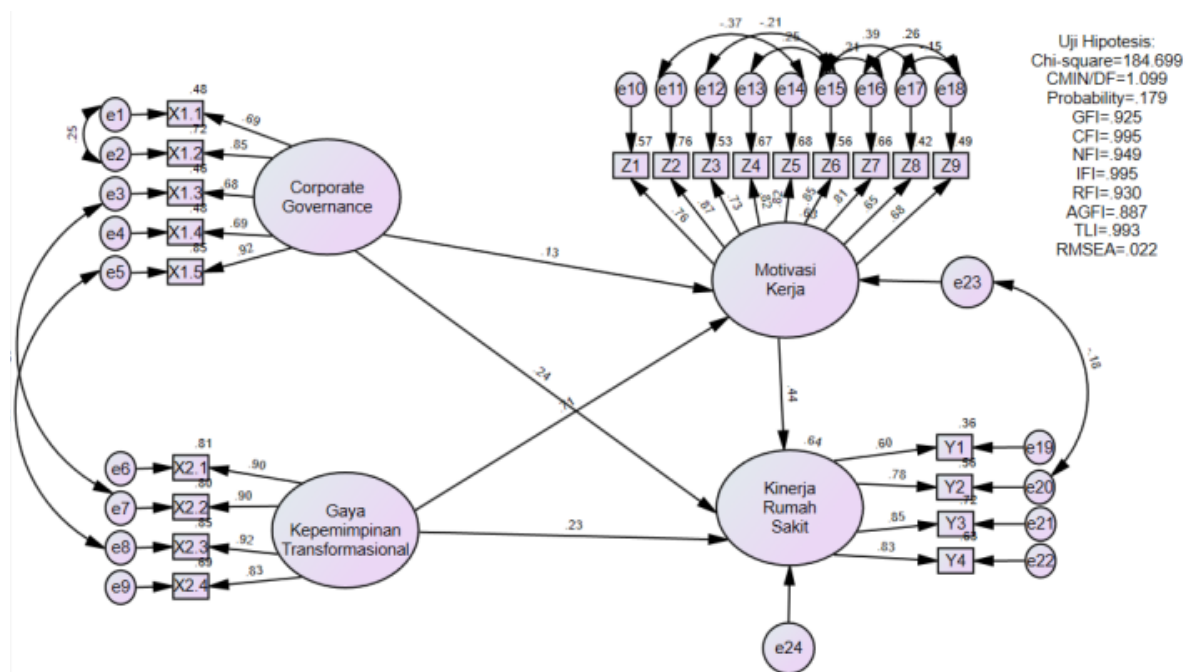 Uji Hipotesis:
Chi-square=184.699
CMIN/DF=1.099
Probability=.179
GFI=.925
CFI=.995
NFI=.949
IFI=.995
RFI=.930
AGFI=.887
TLI=.993
RMSEA=.022
-.37
-.21
.25
.21
.39
.26
-.15
e10
e11
e12
e13
e14
e15
e16
e17
e18
.57
.76
.53
.67
.68
.56
.66
.42
.49
Z1
Z2
Z3
Z4
Z5
Z6
Z7
Z8
Z9
.76
.87
.73
.82
.85
.81
.65
.68
Motivasi
Kerja
e23
-.18
.25
e1
e2
e3
e4
e5
.48
X1.1
.72
X1.2
.46
X1.3
.48
X1.4
.85
X1.5
.69
.85
.68
.69
.92
Corporate
Governance
.13
.24
.44
e6
e7
e8
e9
.81
X2.1
.80
X2.2
.85
X2.3
.69
X2.4
.90
.90
.92
.83
Gaya
Kepemimpinan
Transformasional
.23
.64
Kinerja
Rumah
Sakit
.60
.78
.85
.83
.36
Y1
.56
Y2
.72
Y3
Y4
e19
e20
e21
e22
e24